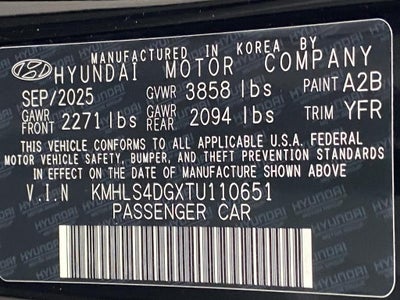 MANUFACTURED IN KOREA BY
HYUNDAI MOTOR COMPANY
SEP/2025 GVWR 3858 lbs PAINT A2B
GAWR FRONT 2271 lbs GAWR REAR 2094 lbs TRIM YFR
THIS VEHICLE CONFORMS TO ALL APPLICABLE U.S.A. FEDERAL
MOTOR VEHICLE SAFETY, BUMPER, AND THEFT PREVENTION STANDARDS
IN EFFECT ON THE DATE OF MANUFACTURE SHOWN ABOVE
V.I.N KMHLS4DGXTU110651
PASSENGER CAR